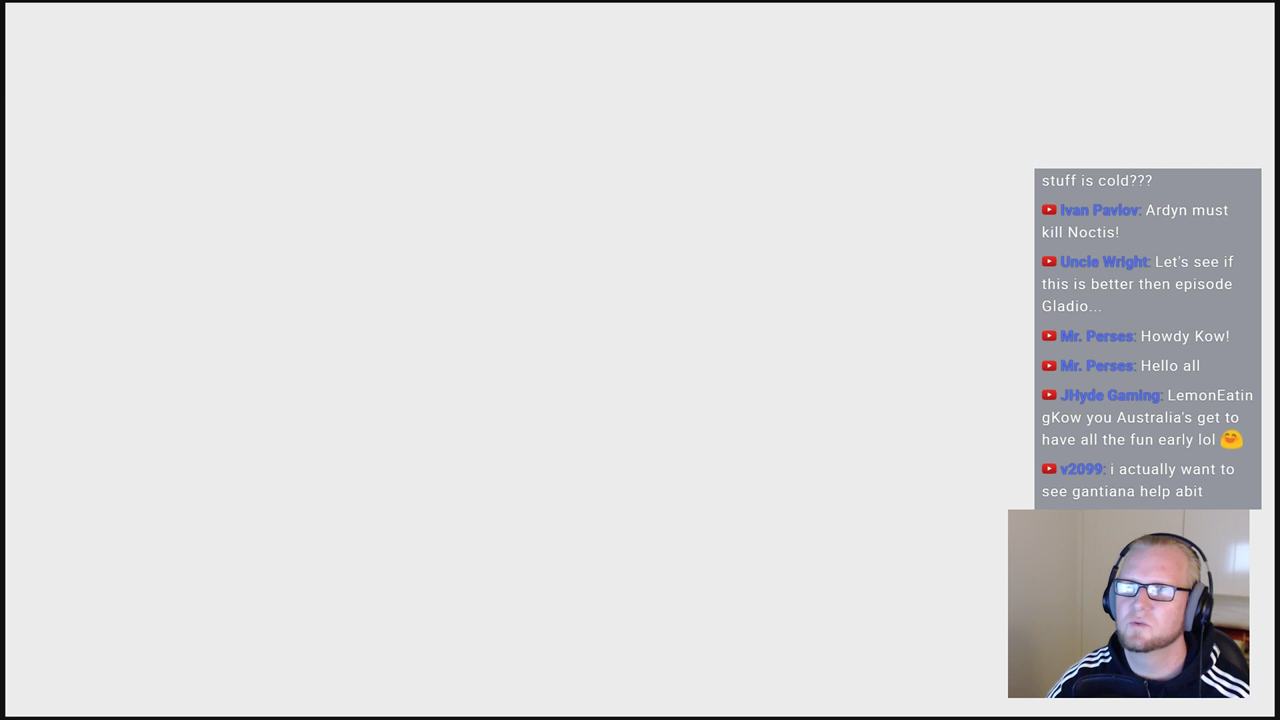 stuff is cold???
Ivan Pavlov: Ardyn must
kill Noctis!
Uncle Wright: Let's see if
this is better then episode
Gladio...
Mr. Perses: Howdy Kow!
Mr. Perses: Hello all
JHyde Gaming: LemonEatin
gKow you Australia's get to
have all the fun early lol
v2099: i actually want to
see gantiana help abit